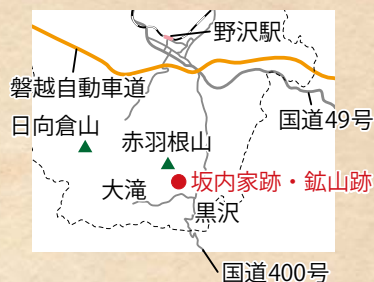 野沢駅
磐越自動車道
国道49号
日向倉山
赤羽根山
坂内家跡・鉱山跡
大滝
黒沢
国道400号